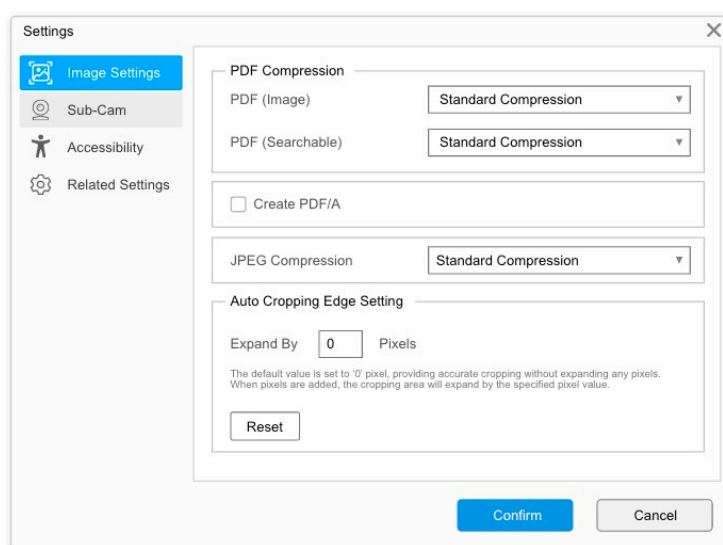 Settings
Image Settings
Sub-Cam
Accessibility
Related Settings
PDF Compression
PDF (Image) Standard Compression
PDF (Searchable) Standard Compression
Create PDF/A
JPEG Compression Standard Compression
Auto Cropping Edge Setting
Expand By 0 Pixels
The default value is set to ‘0’ pixel, providing accurate cropping without expanding any pixels.
When pixels are added, the cropping area will expand by the specified pixel value.
Reset
Confirm Cancel